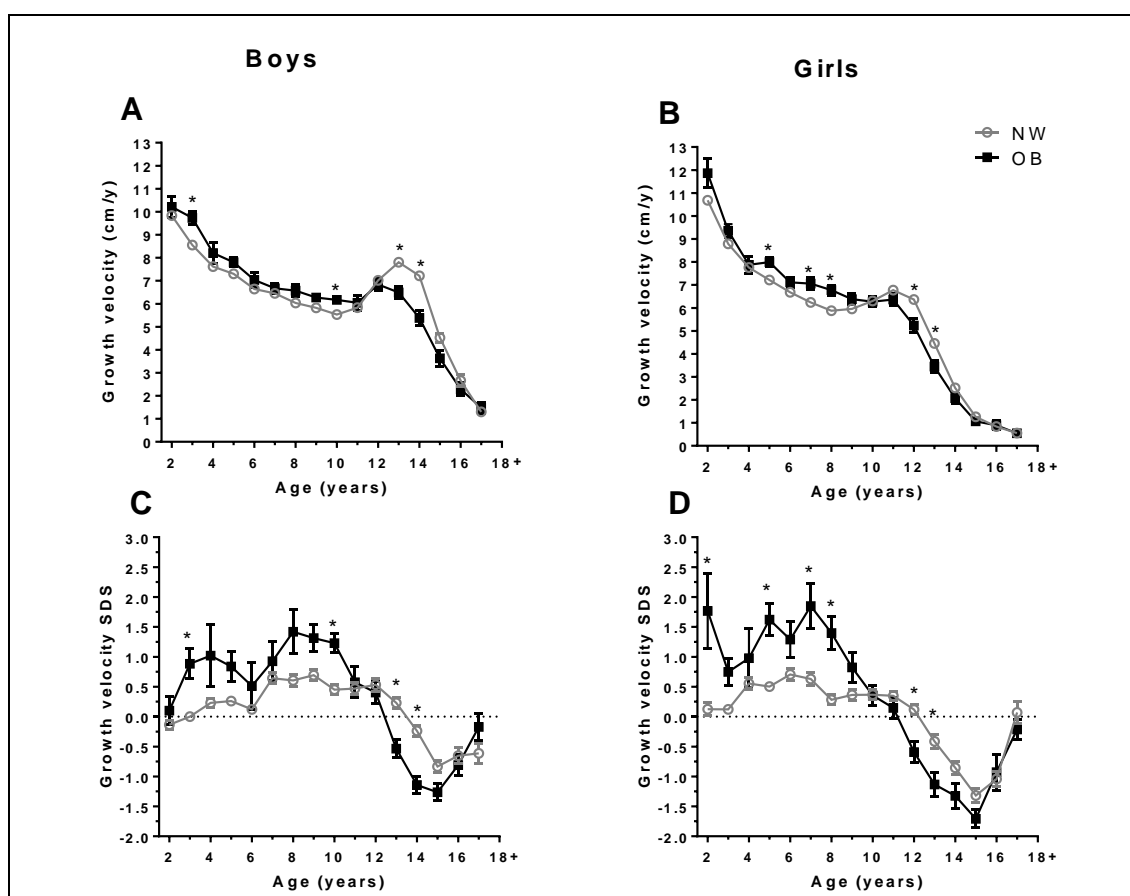 Boys
Girls
A
B
NW
OB
13
12
11
10
9
8
7
6
5
4
3
2
1
0
Growth velocity (cm/y)
* * * *
2 4 6 8 10 12 14 16 18+
Age (years)
13
12
11
10
9
8
7
6
5
4
3
2
1
0
Growth velocity (cm/y)
* * * * *
2 4 6 8 10 12 14 16 18+
Age (years)
C
D
3.0
2.5
2.0
1.5
1.0
0.5
0.0
-0.5
-1.0
-1.5
-2.0
Growth velocity SDS
* * * *
2 4 6 8 10 12 14 16 18+
Age (years)
3.0
2.5
2.0
1.5
1.0
0.5
0.0
-0.5
-1.0
-1.5
-2.0
Growth velocity SDS
* * * * * *
2 4 6 8 10 12 14 16 18+
Age (years)